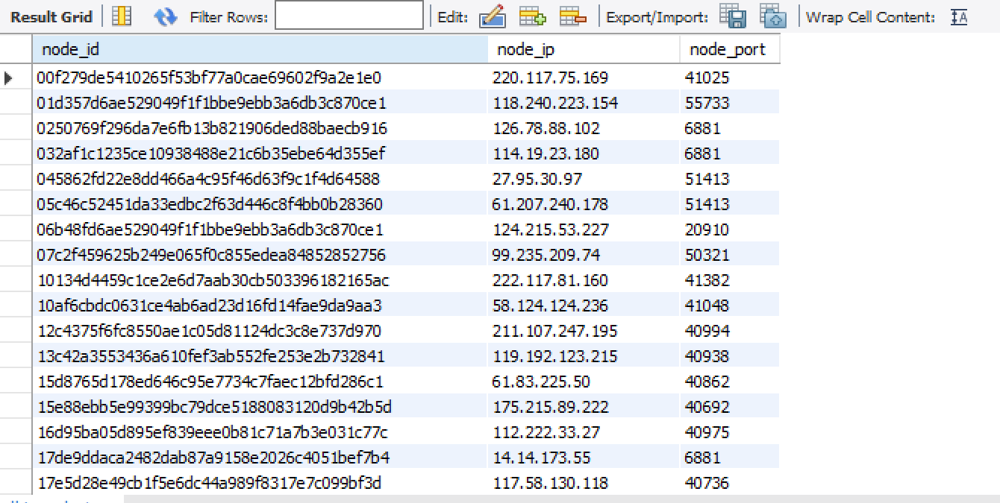 Result Grid Filter Rows: Edit: Export/Import: Wrap Cell Content:
node_id node_ip node_port
00f279de5410265f53bf77a0cae69602f9a2e1e0 220.117.75.169 41025
01d357d6ae529049f1f1bbe9ebb3a6db3c870ce1 118.240.223.154 55733
0250769f296da7e6fb13b821906ded88baecb916 126.78.88.102 6881
032af1c1235ce10938488e21c6b35ebe64d355ef 114.19.23.180 6881
045862fd22e8dd466a4c95f46d63f9c1f4d64588 27.95.30.97 51413
05c46c52451da33edbc2f63d446c8f4bb0b28360 61.207.240.178 51413
06b48fd6ae529049f1f1bbe9ebb3a6db3c870ce1 124.215.53.227 20910
07c2f459625b249e065f0c855edea84852852756 99.235.209.74 50321
10134d4459c1ce2e6d7aab30cb503396182165ac 222.117.81.160 41382
10af6cbdc0631ce4ab6ad23d16fd14fae9da9aa3 58.124.124.236 41048
12c4375f6fc8550ae1c05d81124dc3c8e737d970 211.107.247.195 40994
13c42a3553436a610fef3ab552fe253e2b732841 119.192.123.215 40938
15d8765d178ed646c95e7734c7faec12bfd286c1 61.83.225.50 40862
15e88ebb5e99399bc79dce5188083120d9b42b5d 175.215.89.222 40692
16d95ba05d895ef839eee0b81c71a7b3e031c77c 112.222.33.27 40975
17de9ddaca2482dab87a9158e2026c4051bef7b4 14.14.173.55 6881
17e5d28e49cb1f5e6dc44a989f8317e7c099bf3d 117.58.130.118 40736